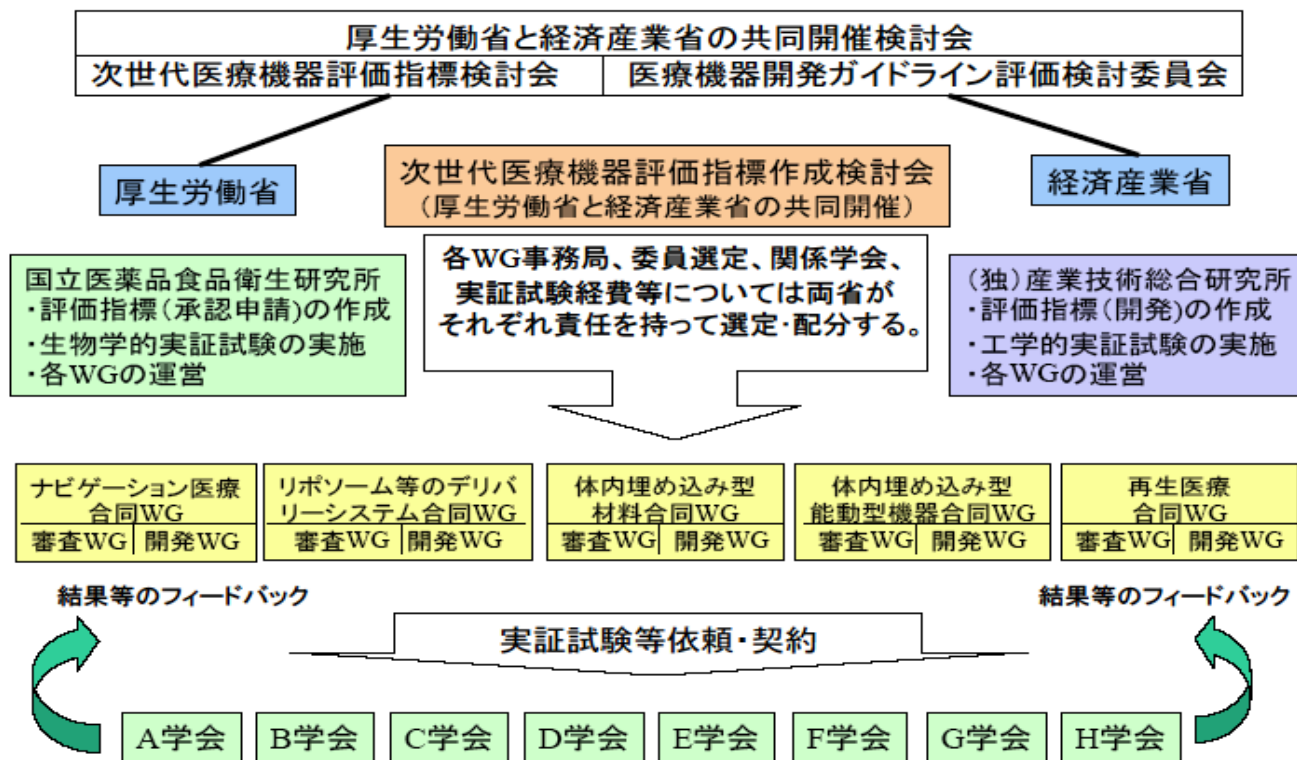 厚生労働省と経済産業省の共同開催検討会
次世代医療機器評価指標検討会
医療機器開発ガイドライン評価検討委員会
厚生労働省
次世代医療機器評価指標作成検討会
(厚生労働省と経済産業省の共同開催)
経済産業省
国立医薬品食品衛生研究所
・評価指標(承認申請)の作成
・生物学的実証試験の実施
・各WGの運営
各WG事務局、委員選定、関係学会、
実証試験経費等については両省が
それぞれ責任を持って選定・配分する。
(独)産業技術総合研究所
・評価指標(開発)の作成
・工学的実証試験の実施
・各WGの運営
ナビゲーション医療
合同WG
審査WG
開発WG
リポソーム等のデリバ
リーシステム合同WG
審査WG
開発WG
体内埋め込み型
材料合同WG
審査WG
開発WG
体内埋め込み型
能動型機器合同WG
審査WG
開発WG
再生医療
合同WG
審査WG
開発WG
結果等のフィードバック
結果等のフィードバック
実証試験等依頼・契約
A学会
B学会
C学会
D学会
E学会
F学会
G学会
H学会